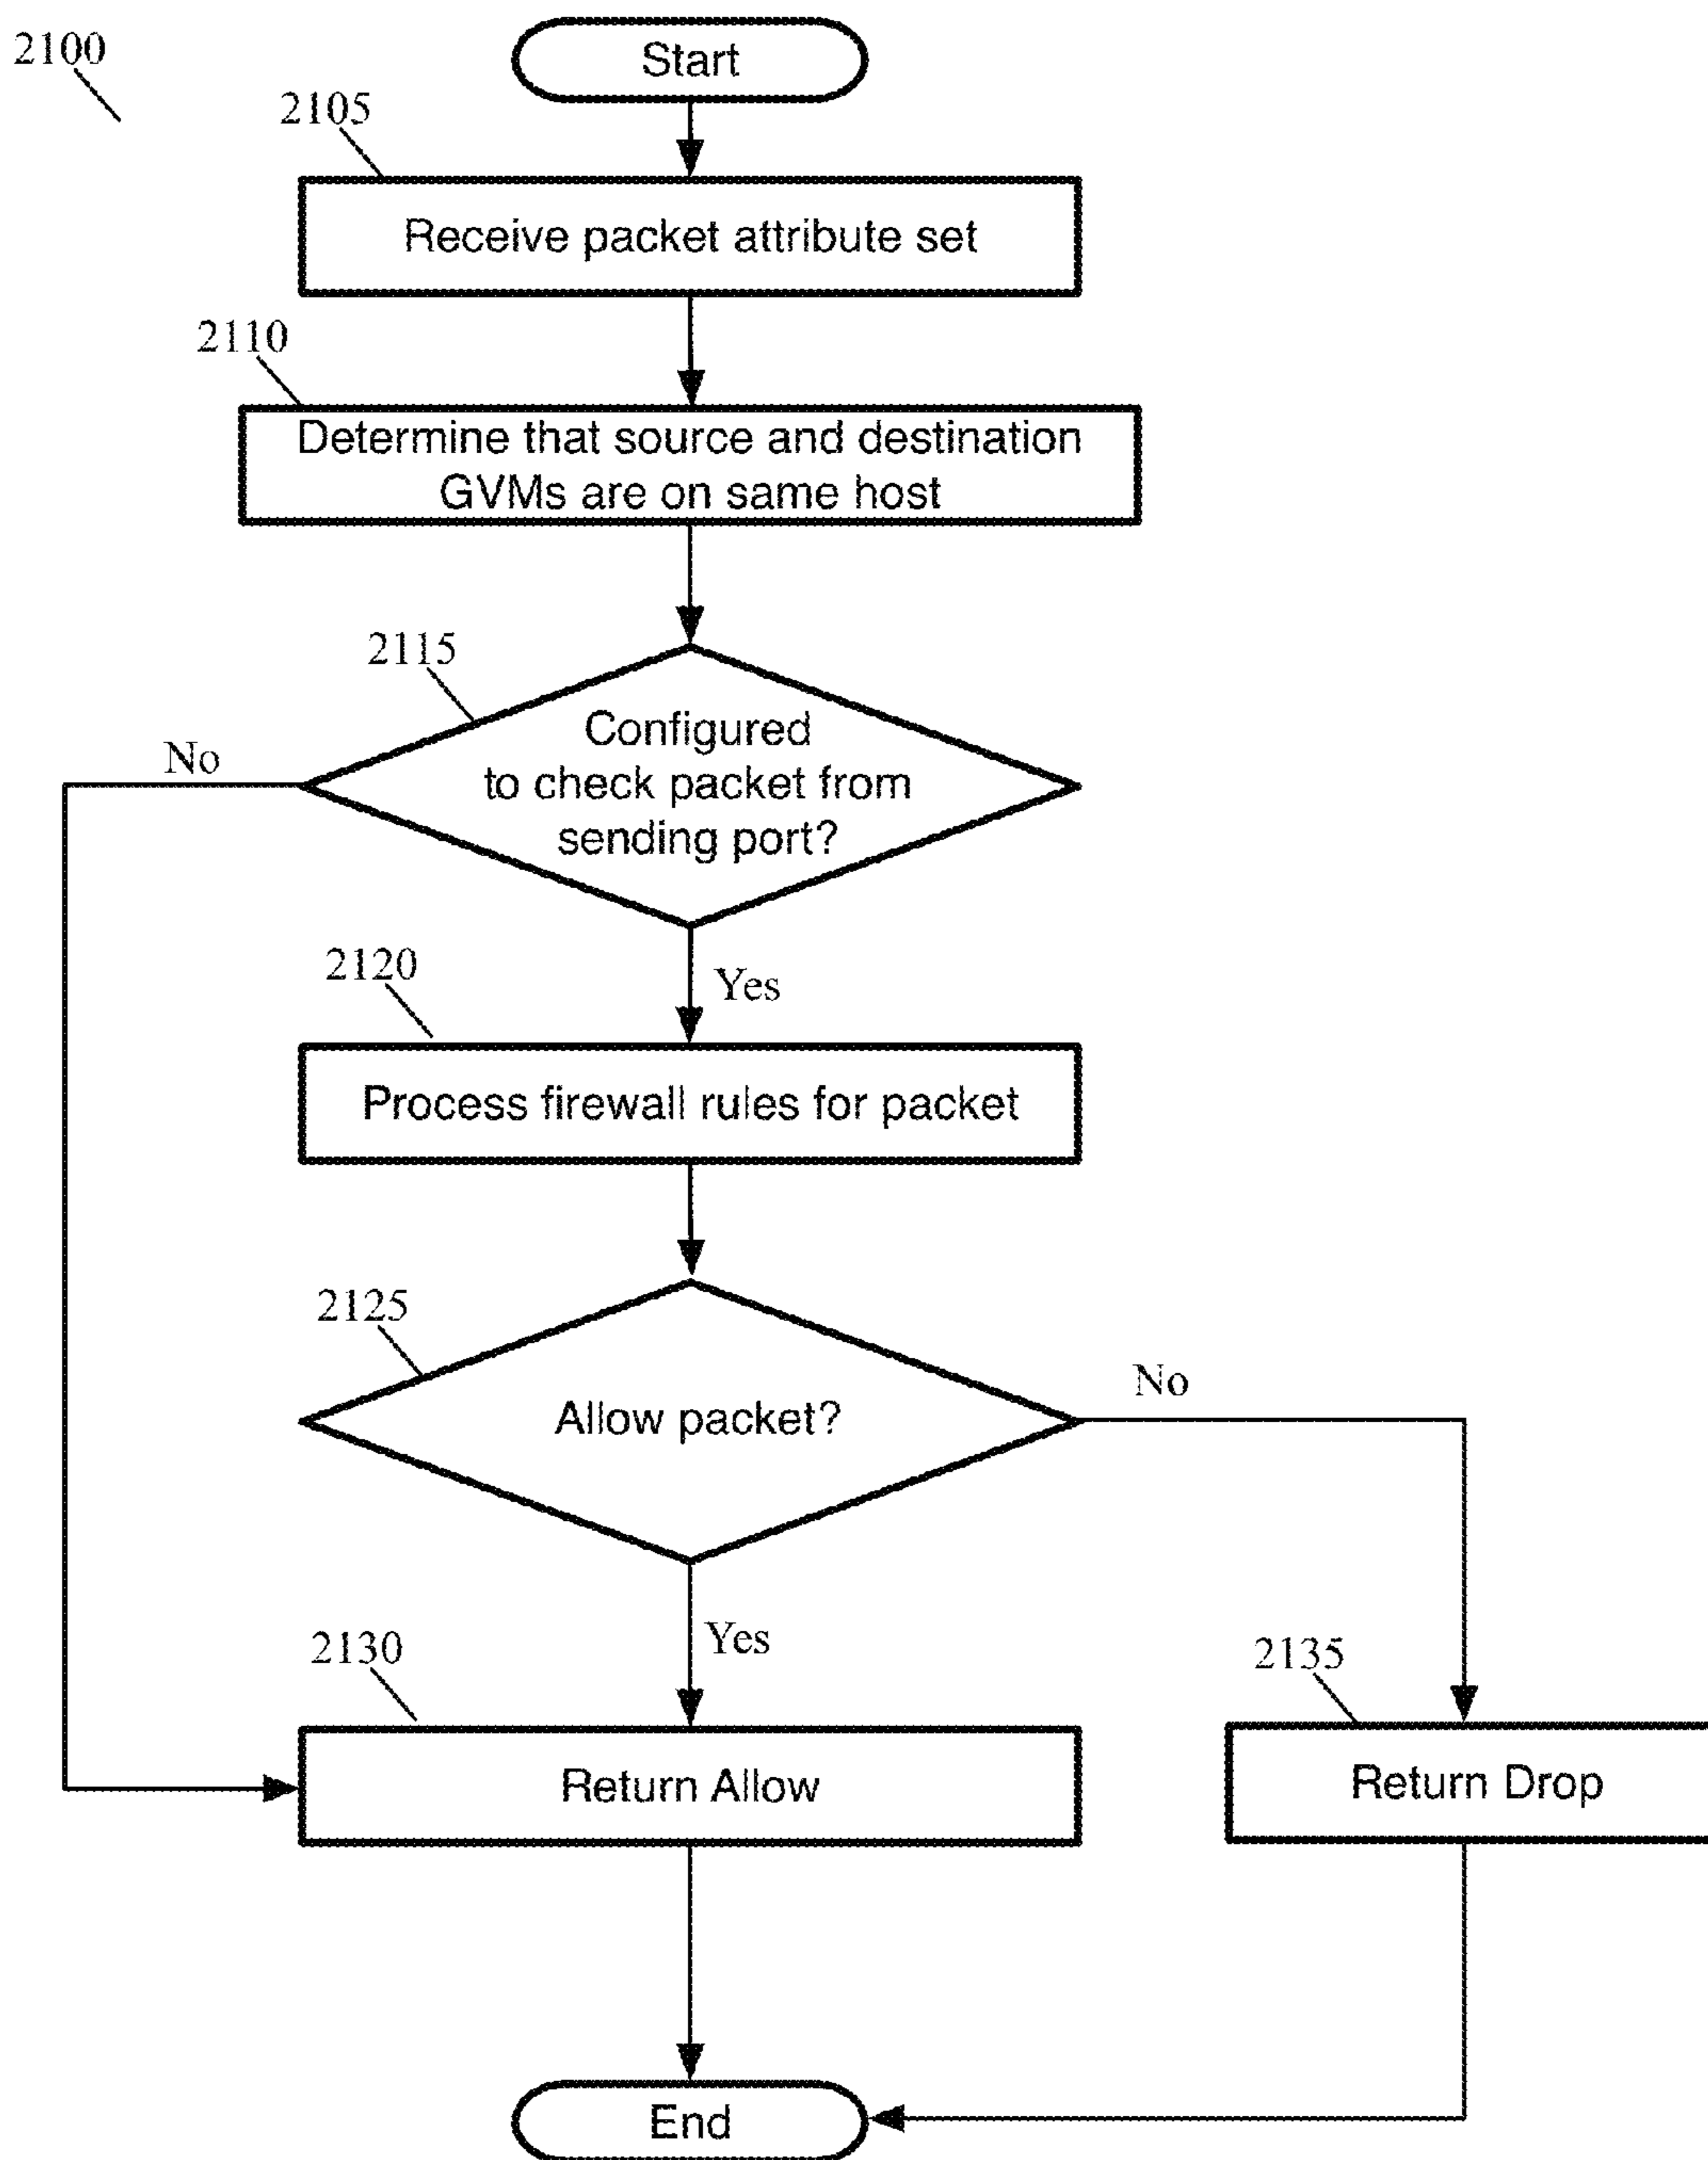 2100
Start
2105
Receive packet attribute set
2110
Determine that source and destination
GVMs are on same host
2115
Configured
to check packet from
sending port?
No
Yes
2120
Process firewall rules for packet
2125
Allow packet?
No
Yes
2130
Return Allow
2135
Return Drop
End